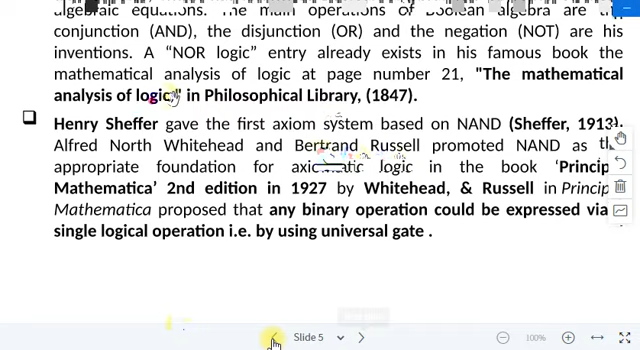 algebraic equations. The main operations of Boolean algebra are the
conjunction (AND), the disjunction (OR) and the negation (NOT) are his
inventions. A “NOR logic” entry already exists in his famous book the
mathematical analysis of logic at page number 21, "The mathematical
analysis of logic," in Philosophical Library, (1847).
❑ Henry Sheffer gave the first axiom system based on NAND (Sheffer, 1913).
Alfred North Whitehead and Bertrand Russell promoted NAND as the
appropriate foundation for axiomatic logic in the book ‘Princip
Mathematica’ 2nd edition in 1927 by Whitehead, & Russell in Princip
Mathematica proposed that any binary operation could be expressed via
single logical operation i.e. by using universal gate .
Slide 5
100%